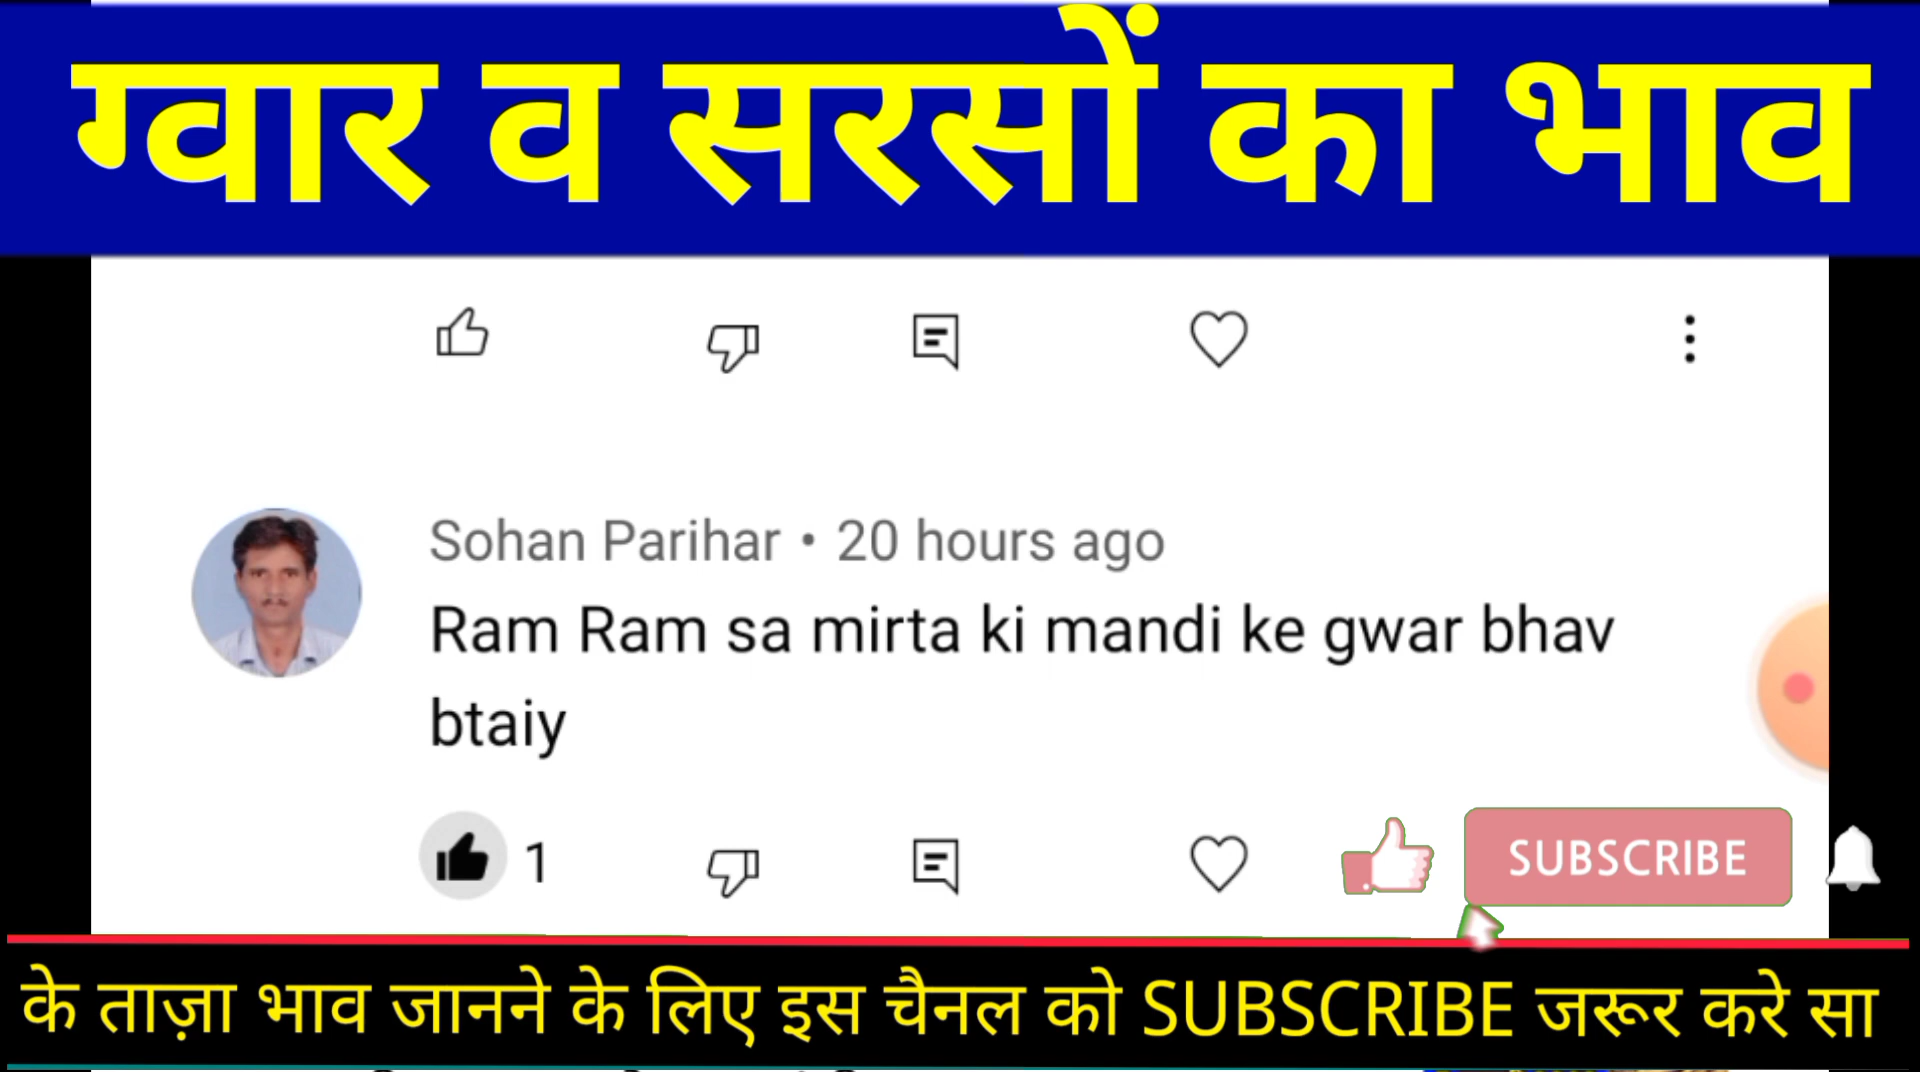 ग्वार व सरसों का भाव
Sohan Parihar • 20 hours ago
Ram Ram sa mirta ki mandi ke gwar bhav
btaiy
1
SUBSCRIBE
के ताज़ा भाव जानने के लिए इस चैनल को SUBSCRIBE जरूर करे सा